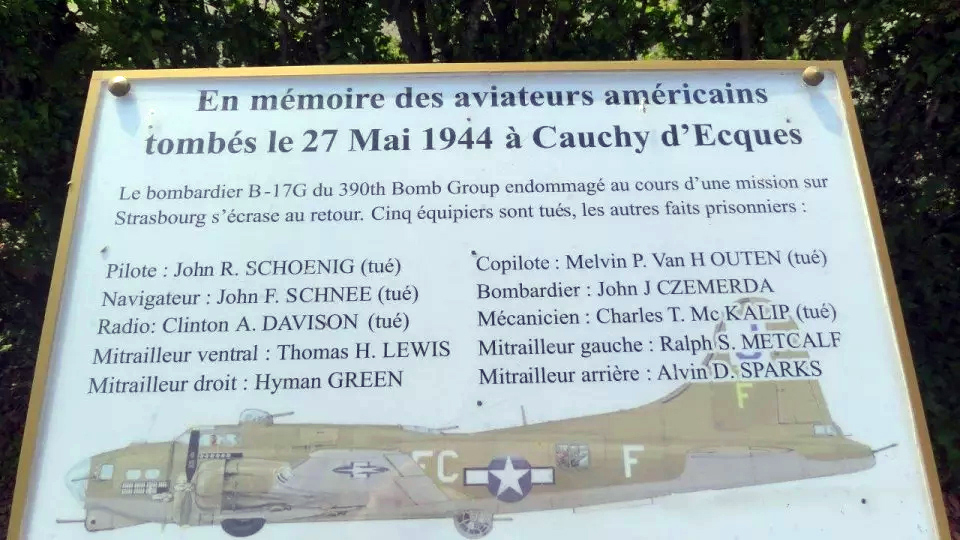 En mémoire des aviateurs américains
tombés le 27 Mai 1944 à Cauchy d'Ecques
Le bombardier B-17G du 390th Bomb Group endommagé au cours d'une mission sur
Strasbourg s'écrase au retour. Cinq équipiers sont tués, les autres faits prisonniers :
Pilote : John R. SCHOENIG (tué)
Navigateur : John F. SCHNEE (tué)
Radio: Clinton A. DAVISON (tué)
Mitrailleur ventral : Thomas H. LEWIS
Mitrailleur droit : Hyman GREEN
Copilote : Melvin P. Van H OUTEN (tué)
Bombardier : John J CZEMERDA
Mécanicien : Charles T. Mc KALIP (tué)
Mitrailleur gauche : Ralph S. METCALF
Mitrailleur arrière : Alvin D. SPARKS
J
F
FC
F